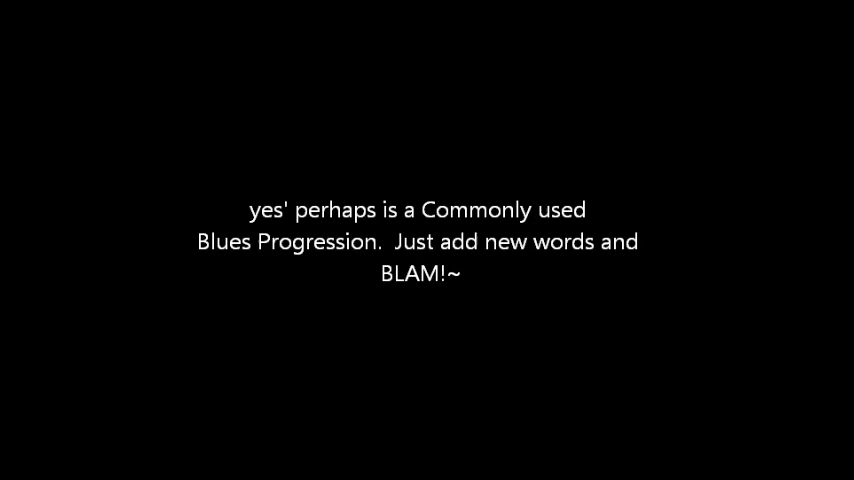 yes' perhaps is a Commonly used
Blues Progression.  Just add new words and
BLAM!~